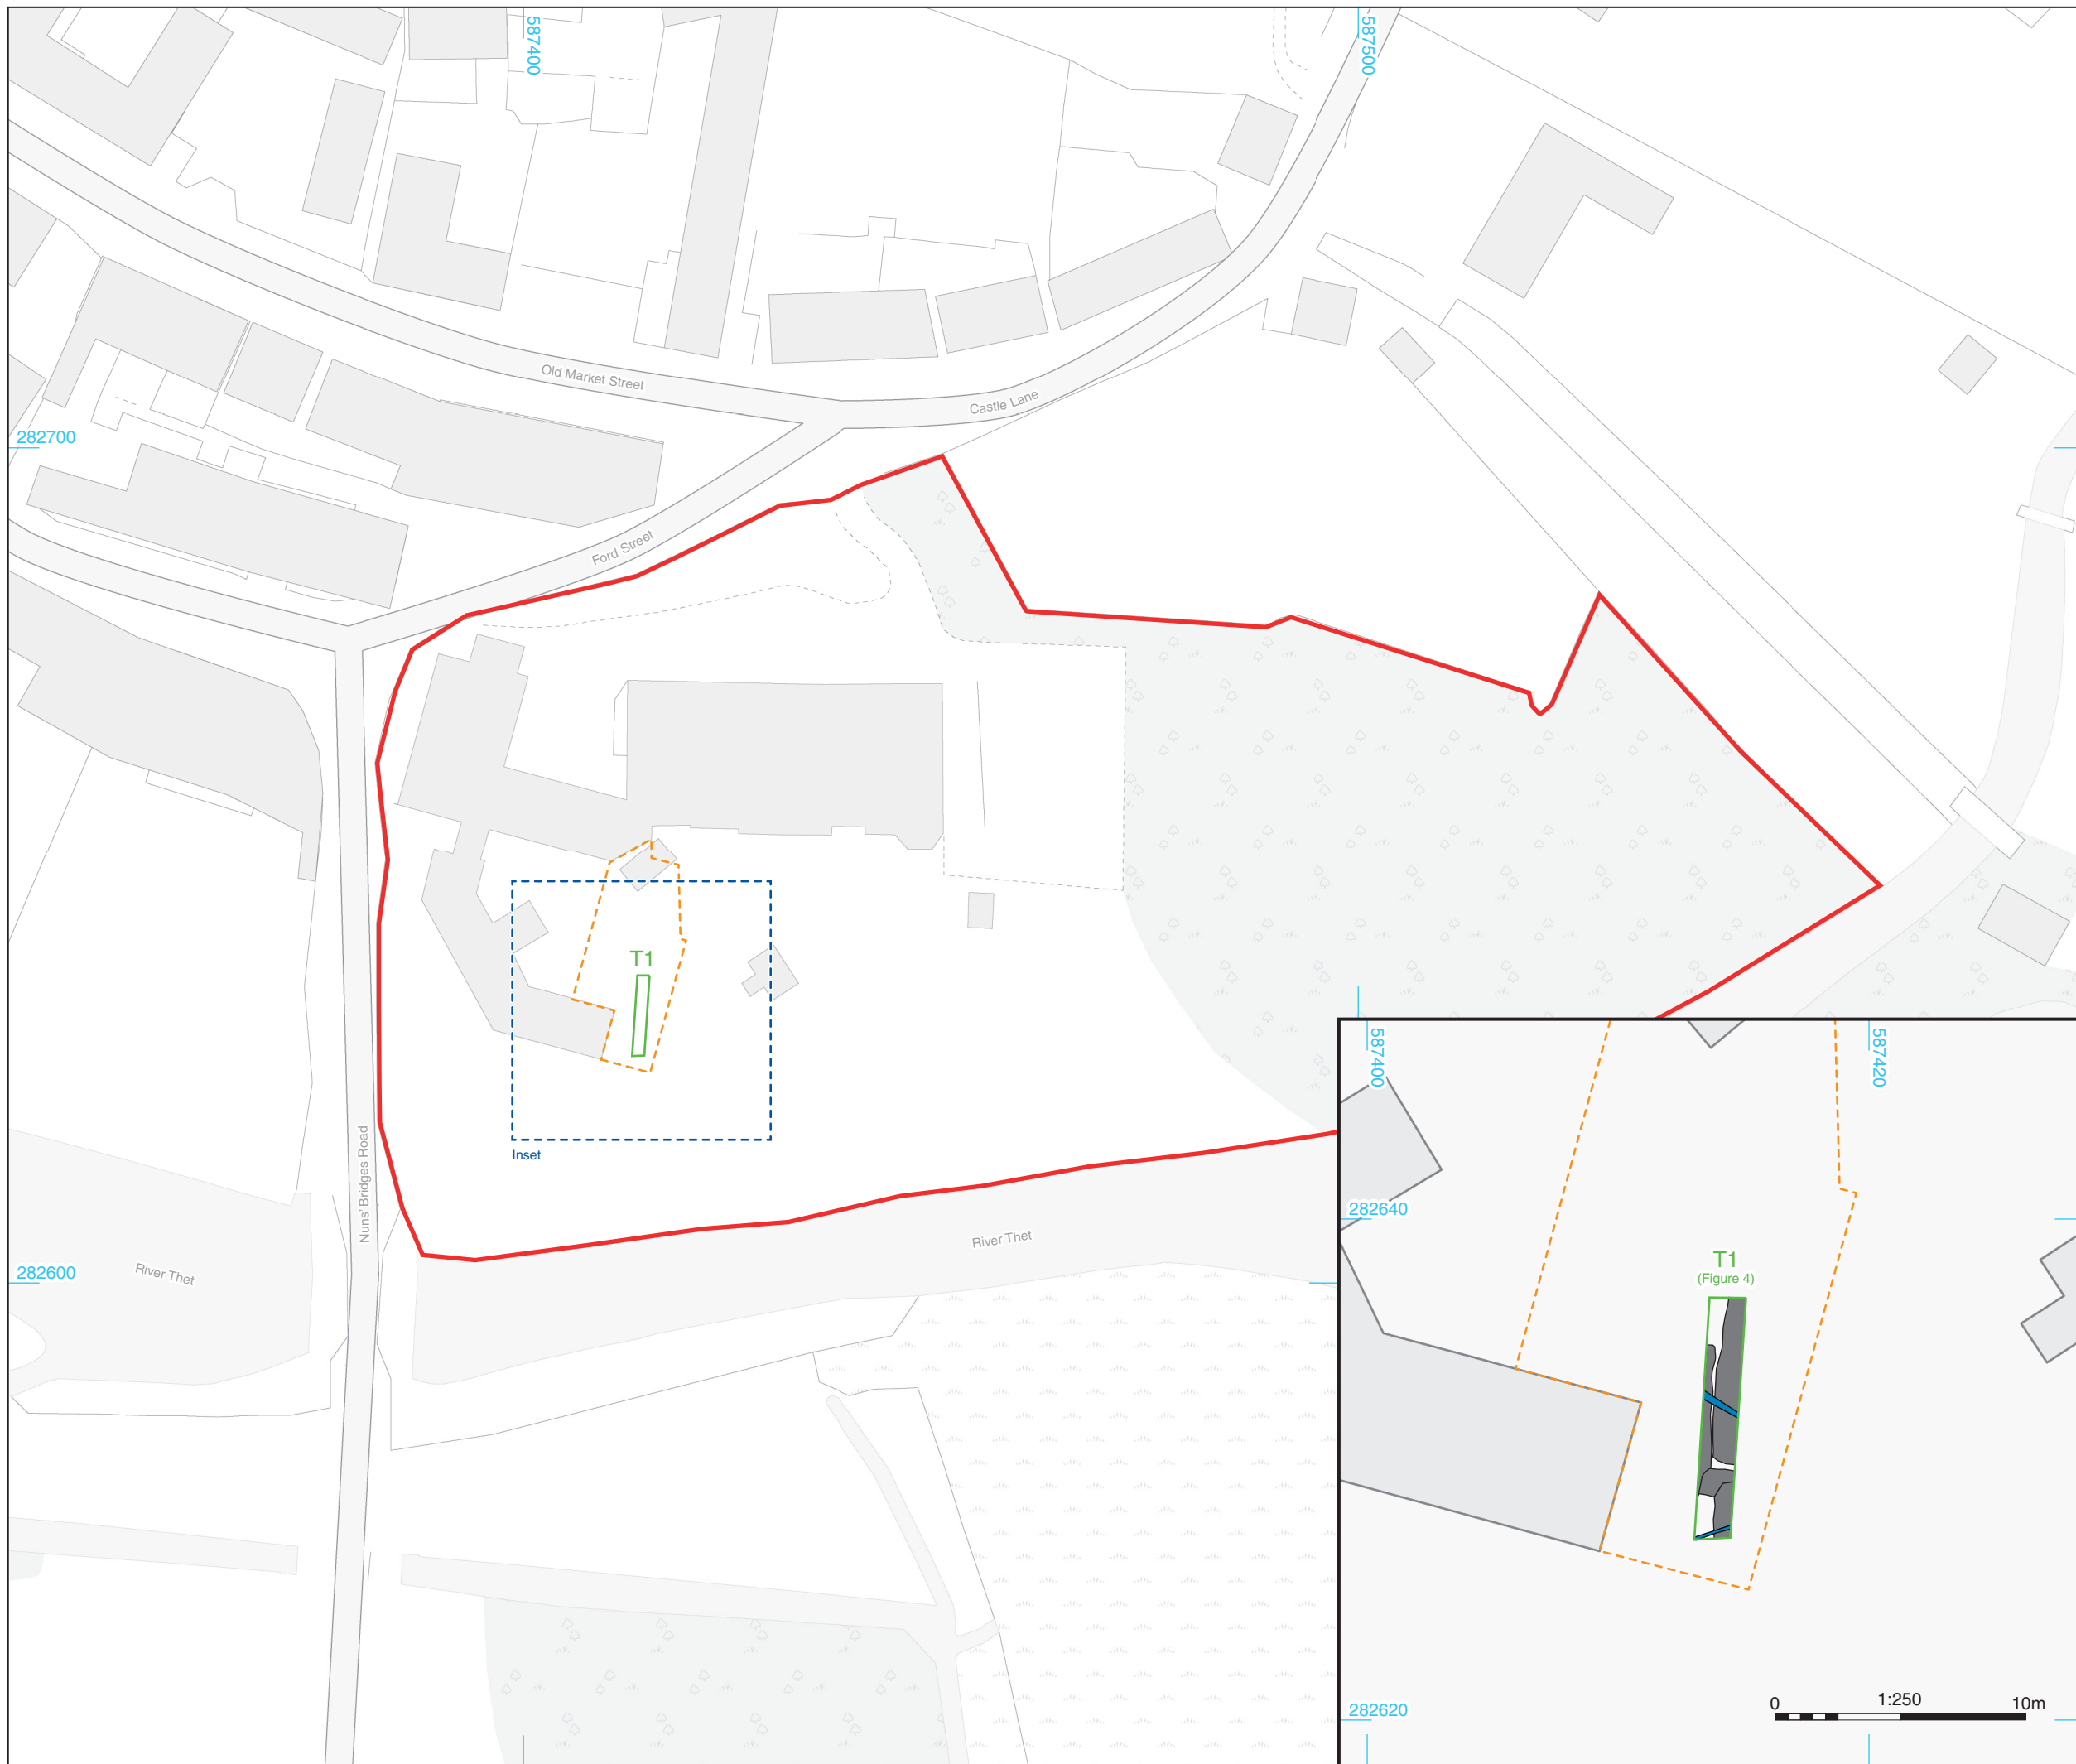 587400
587500
Old Market Street
Castle Lane
282700
Ford Street
T1
Inset
Nuns' Bridges Road
River Thet
River Thet
282600
587400
587420
282640
T1
(Figure 4)
282620
0
1:250
10m